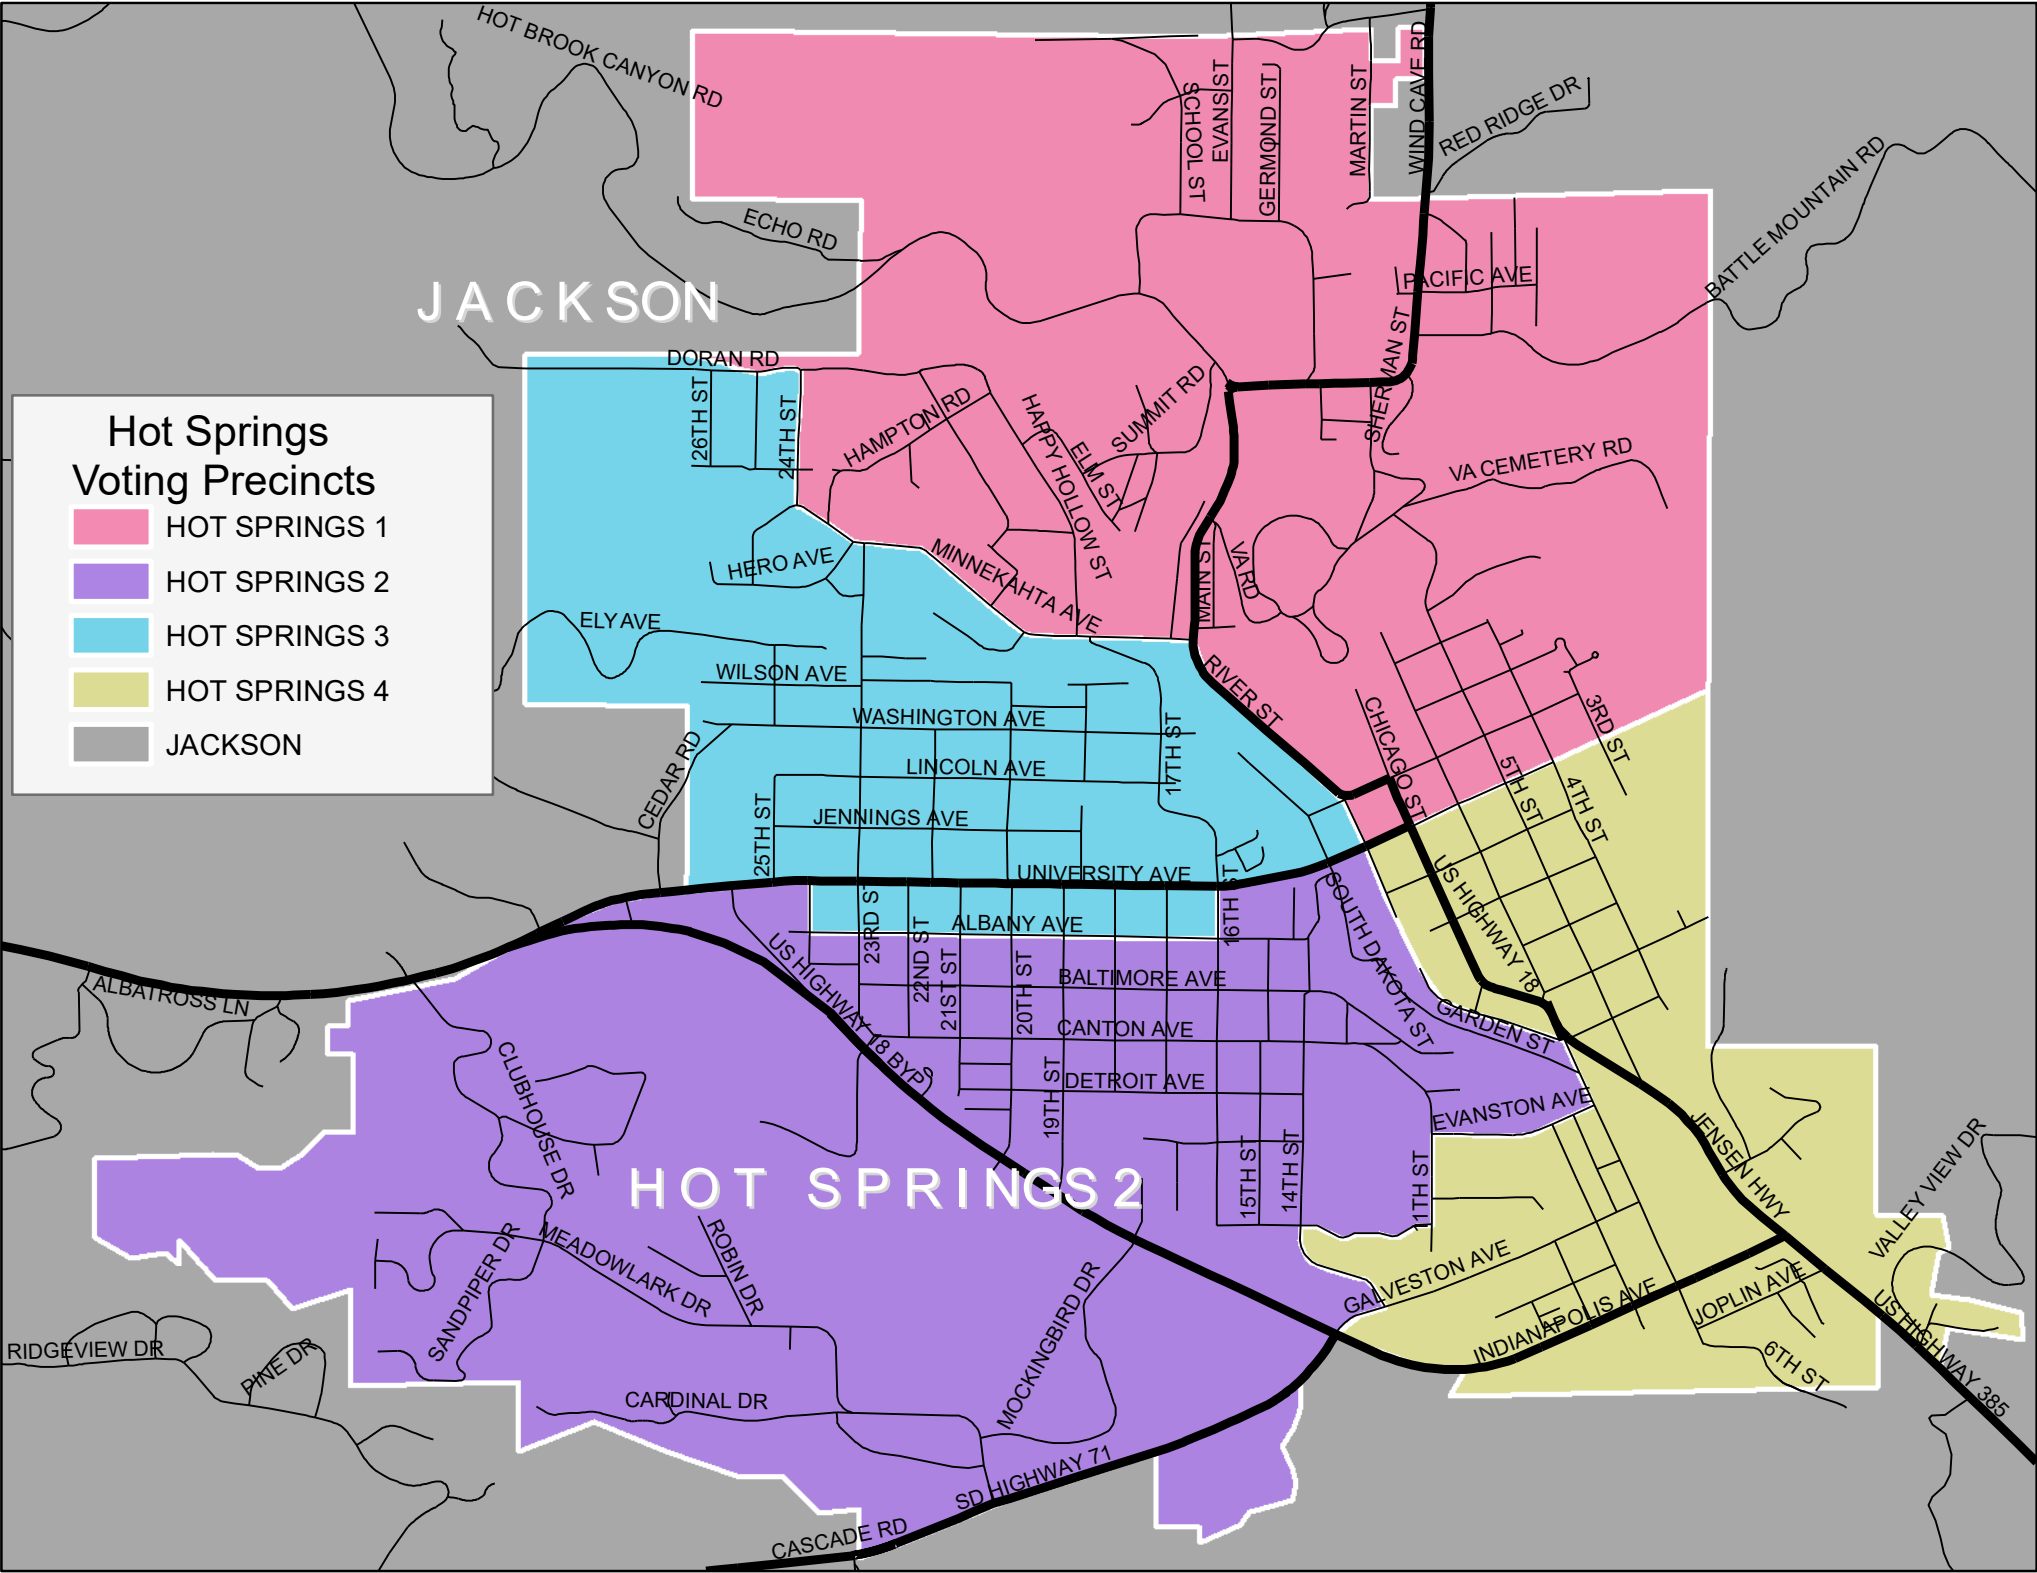 HOT BROOK CANYON RD
SCHOOL ST
EVANS ST
GERMOND ST
MARTIN ST
WIND CAVE RD
RED RIDGE DR
BATTLE MOUNTAIN RD
ECHO RD
PACIFIC AVE
JACKSON
DORAN RD
SHERMAN ST
26TH ST
24TH ST
HAMPTON RD
HAPPY HOLLOW ST
ELM ST
SUMMIT RD
VA CEMETERY RD
Hot Springs
Voting Precincts
HOT SPRINGS 1
HOT SPRINGS 2
HOT SPRINGS 3
HOT SPRINGS 4
JACKSON
HERO AVE
MINNEKAHTA AVE
MAIN ST
VA RD
ELY AVE
WILSON AVE
RIVER ST
WASHINGTON AVE
17TH ST
CHICAGO ST
3RD ST
CEDAR RD
LINCOLN AVE
5TH ST
4TH ST
25TH ST
JENNINGS AVE
UNIVERSITY AVE
16TH ST
SOUTH DAKOTA ST
US HIGHWAY 18
23RD ST
22ND ST
ALBANY AVE
21ST ST
20TH ST
US HIGHWAY 18 BYP
BALTIMORE AVE
ALBATROSS LN
CANTON AVE
GARDEN ST
CLUBHOUSE DR
19TH ST
DETROIT AVE
EVANSTON AVE
JENSEN HWY
VALLEY VIEW DR
15TH ST
14TH ST
11TH ST
HOT SPRINGS 2
SANDPIPER DR
MEADOWLARK DR
ROBIN DR
MOCKINGBIRD DR
GALVESTON AVE
INDIANAPOLIS AVE
JOPLIN AVE
US HIGHWAY 385
RIDGEVIEW DR
PINE DR
6TH ST
CARDINAL DR
SD HIGHWAY 71
CASCADE RD